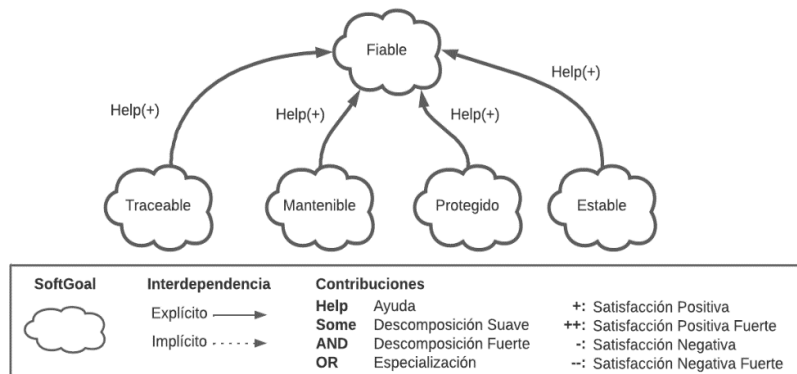 Fiable
Help(+)
Help(+)
Help(+)
Help(+)
Traceable
Mantenible
Protegido
Estable
SoftGoal
Interdependencia
Explícito
Implícito
Contribuciones
Help Ayuda
Some Descomposición Suave
AND Descomposición Fuerte
OR Especialización
+: Satisfacción Positiva
++: Satisfacción Positiva Fuerte
-: Satisfacción Negativa
--: Satisfacción Negativa Fuerte